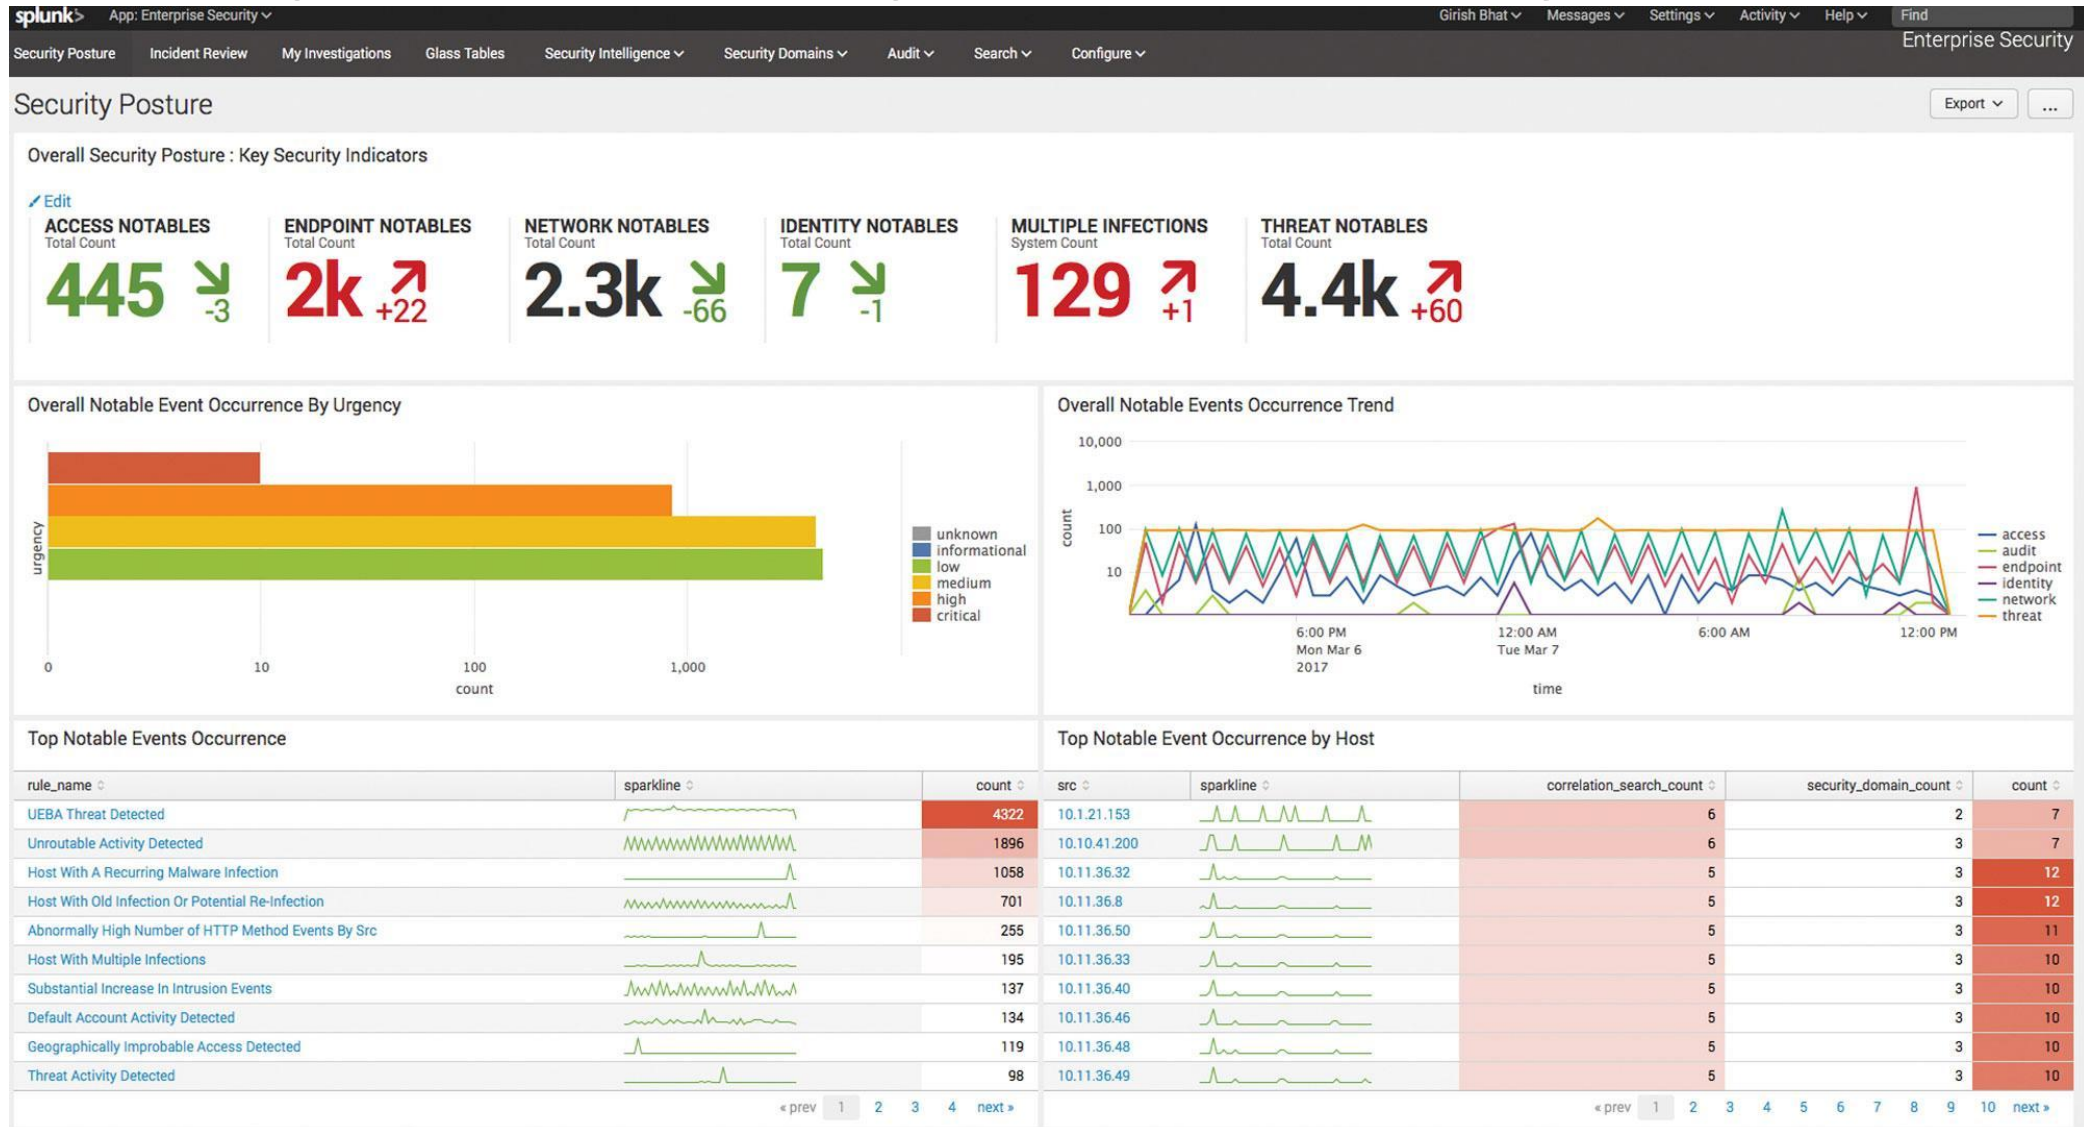 splunk> App: Enterprise Security Girish Bhat Messages Settings Activity Help Find
Security Posture Incident Review My Investigations Glass Tables Security Intelligence Security Domains Audit Search Configure Enterprise Security
Security Posture Export ...
Overall Security Posture : Key Security Indicators
Edit
ACCESS NOTABLES ENDPOINT NOTABLES NETWORK NOTABLES IDENTITY NOTABLES MULTIPLE INFECTIONS THREAT NOTABLES
Total Count Total Count Total Count Total Count System Count Total Count
445 -3 2k +22 2.3k -66 7 -1 129 +1 4.4k +60
Overall Notable Event Occurrence By Urgency
urgency
0 10 100 1,000
count
unknown
informational
low
medium
high
critical
Overall Notable Events Occurrence Trend
10,000
1,000
100
10
count
6:00 PM 12:00 AM 6:00 AM 12:00 PM
Mon Mar 6 Tue Mar 7
2017
time
access
audit
endpoint
identity
network
threat
Top Notable Events Occurrence
rule_name sparkline count
UEBA Threat Detected 4322
Unroutable Activity Detected 1896
Host With A Recurring Malware Infection 1058
Host With Old Infection Or Potential Re-Infection 701
Abnormally High Number of HTTP Method Events By Src 255
Host With Multiple Infections 195
Substantial Increase In Intrusion Events 137
Default Account Activity Detected 134
Geographically Improbable Access Detected 119
Threat Activity Detected 98
« prev 1 2 3 4 next »
Top Notable Event Occurrence by Host
src sparkline correlation_search_count security_domain_count count
10.1.21.153 6 2 7
10.10.41.200 6 3 7
10.11.36.32 5 3 12
10.11.36.8 5 3 12
10.11.36.50 5 3 11
10.11.36.33 5 3 10
10.11.36.40 5 3 10
10.11.36.46 5 3 10
10.11.36.48 5 3 10
10.11.36.49 5 3 10
« prev 1 2 3 4 5 6 7 8 9 10 next »